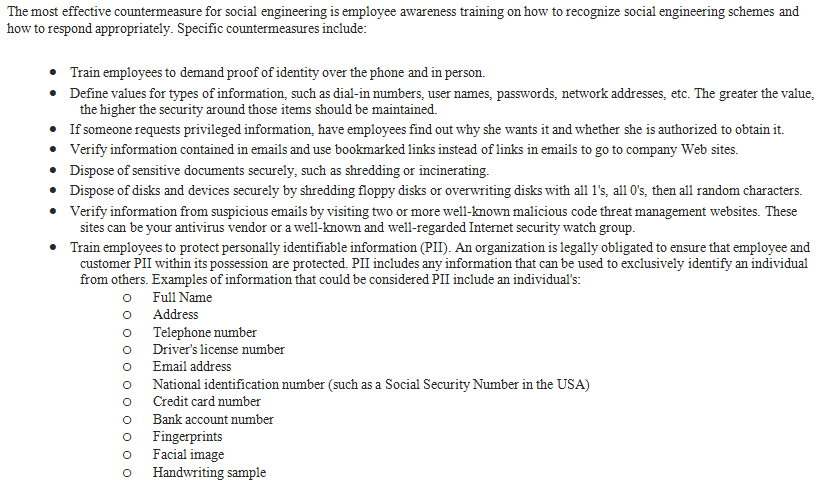 The most effective countermeasure for social engineering is employee awareness training on how to recognize social engineering schemes and
how to respond appropriately. Specific countermeasures include:
• Train employees to demand proof of identity over the phone and in person.
• Define values for types of information, such as dial-in numbers, user names, passwords, network addresses, etc. The greater the value,
the higher the security around those items should be maintained.
• If someone requests privileged information, have employees find out why she wants it and whether she is authorized to obtain it.
• Verify information contained in emails and use bookmarked links instead of links in emails to go to company Web sites.
• Dispose of sensitive documents securely, such as shredding or incinerating.
• Dispose of disks and devices securely by shredding floppy disks or overwriting disks with all 1's, all 0's, then all random characters.
• Verify information from suspicious emails by visiting two or more well-known malicious code threat management websites. These
sites can be your antivirus vendor or a well-known and well-regarded Internet security watch group.
• Train employees to protect personally identifiable information (PII). An organization is legally obligated to ensure that employee and
customer PII within its possession are protected. PII includes any information that can be used to exclusively identify an individual
from others. Examples of information that could be considered PII include an individual's:
o Full Name
o Address
o Telephone number
o Driver's license number
o Email address
o National identification number (such as a Social Security Number in the USA)
o Credit card number
o Bank account number
o Fingerprints
o Facial image
o Handwriting sample